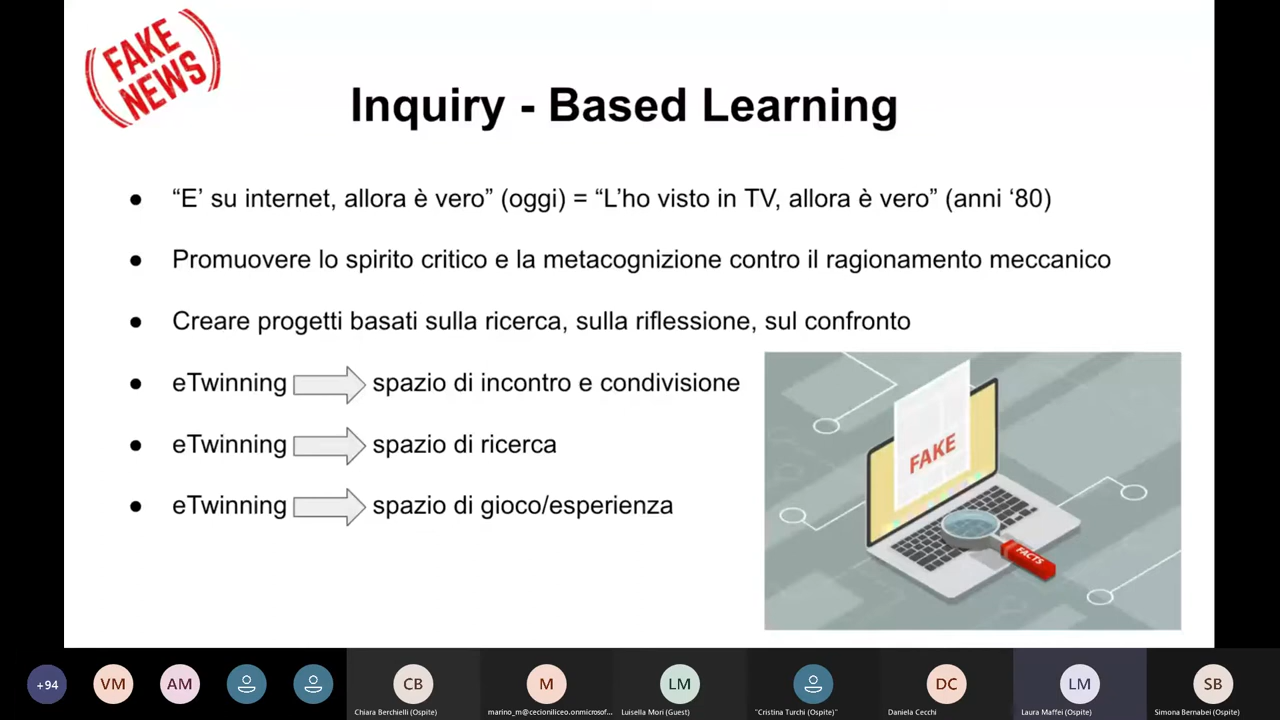 FAKE
NEWS
Inquiry - Based Learning
● “E’ su internet, allora è vero” (oggi) = “L’ho visto in TV, allora è vero” (anni ‘80)
● Promuovere lo spirito critico e la metacognizione contro il ragionamento meccanico
● Creare progetti basati sulla ricerca, sulla riflessione, sul confronto
● eTwinning spazio di incontro e condivisione
● eTwinning spazio di ricerca
● eTwinning spazio di gioco/esperienza
FAKE
FACTS
+94 VM AM CB M LM DC LM SB
Chiara Berchielli (Ospite) marino_m@cecioniliceo.onmicrosof... Luisella Mori (Guest) "Cristina Turchi (Ospite)" Daniela Cecchi Laura Maffei (Ospite) Simona Bernabei (Ospite)